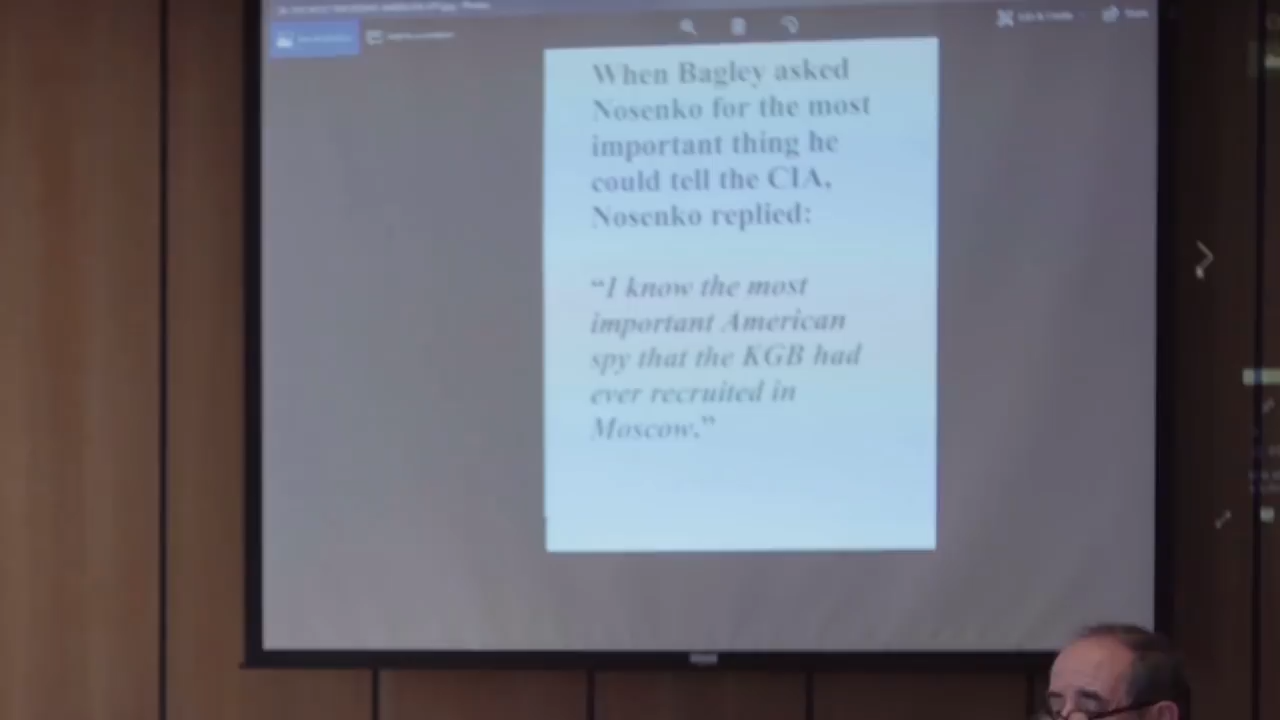 When Bagley asked
Nosenko for the most
important thing he
could tell the CIA,
Nosenko replied:
“I know the most
important American
spy that the KGB had
ever recruited in
Moscow.”